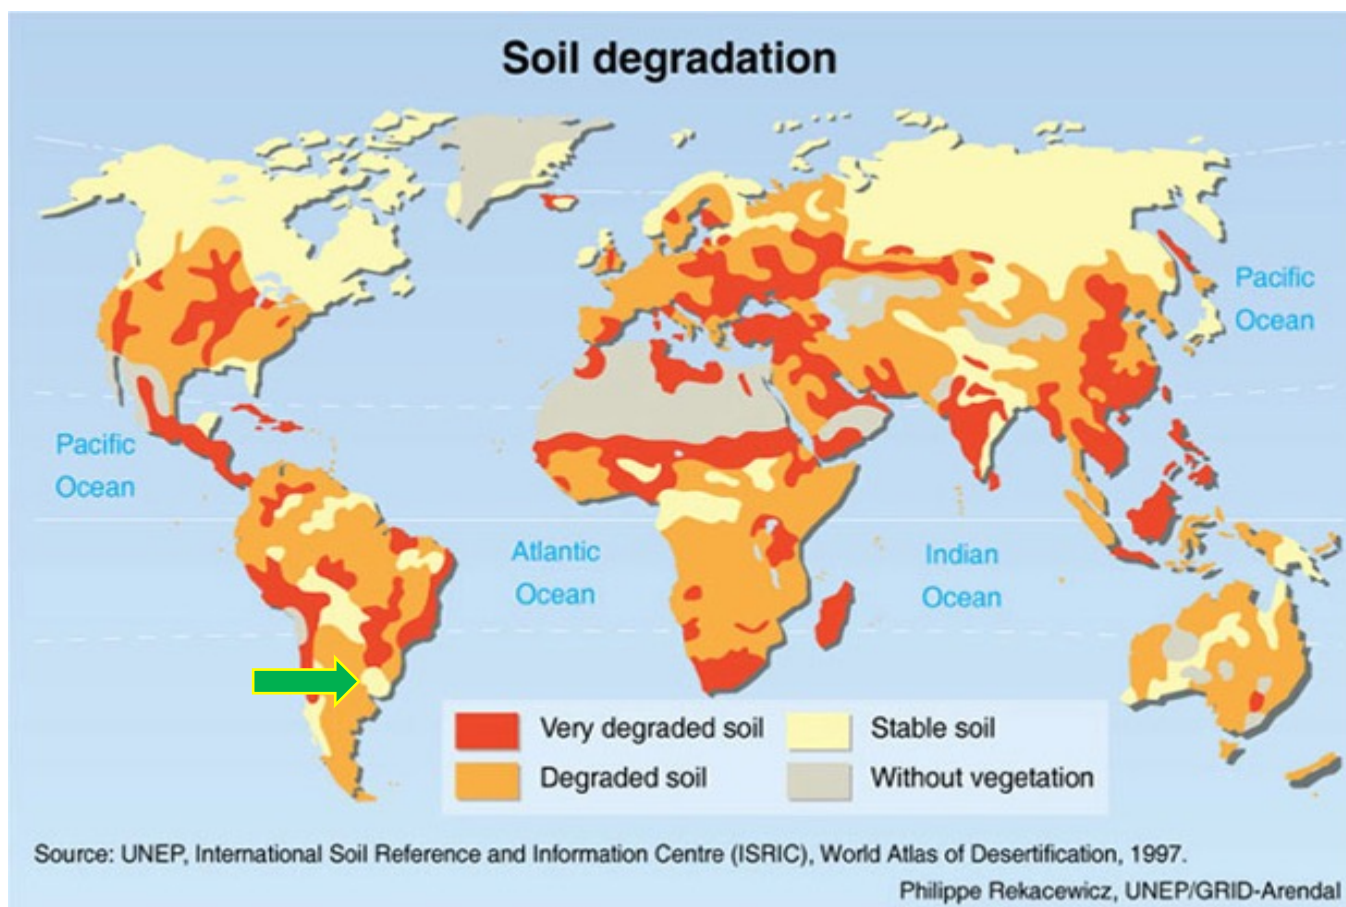 Soil degradation
Pacific
Ocean
Pacific
Ocean
Atlantic
Ocean
Indian
Ocean
Very degraded soil
Stable soil
Degraded soil
Without vegetation
Source: UNEP, International Soil Reference and Information Centre (ISRIC), World Atlas of Desertification, 1997.
Philippe Rekacewicz, UNEP/GRID-Arendal